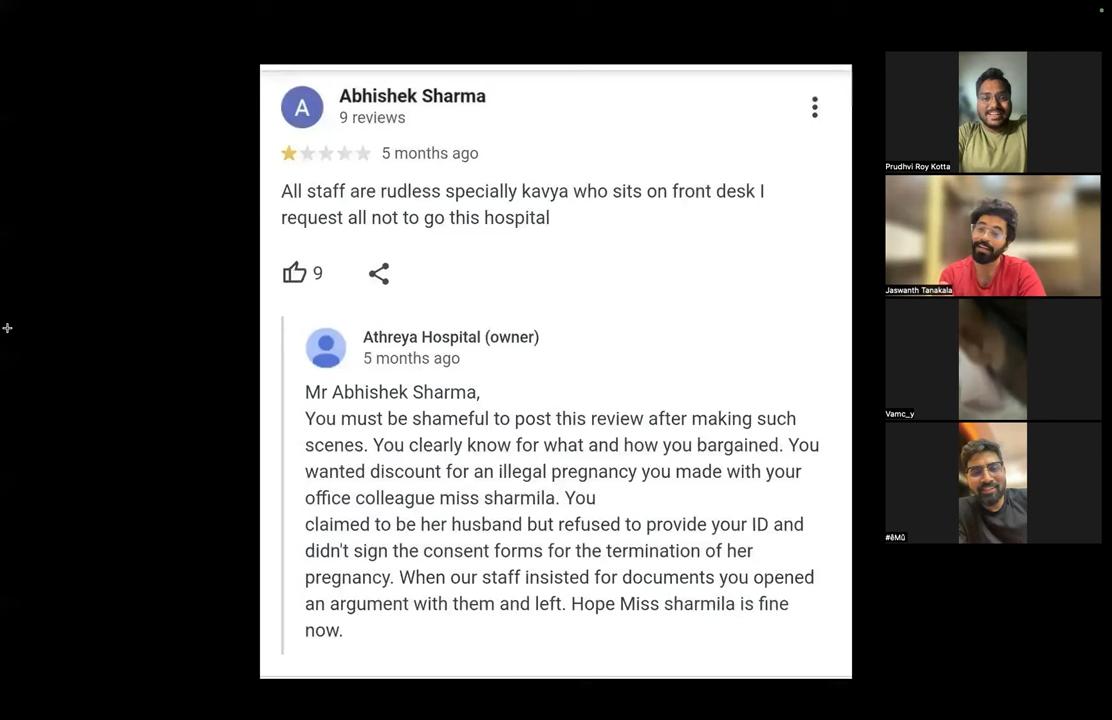 Abhishek Sharma
A
9 reviews
5 months ago
All staff are rudless specially kavya who sits on front desk I
request all not to go this hospital
9
Athreya Hospital (owner)
5 months ago
Mr Abhishek Sharma,
You must be shameful to post this review after making such
scenes. You clearly know for what and how you bargained. You
wanted discount for an illegal pregnancy you made with your
office colleague miss sharmila. You
claimed to be her husband but refused to provide your ID and
didn't sign the consent forms for the termination of her
pregnancy. When our staff insisted for documents you opened
an argument with them and left. Hope Miss sharmila is fine
now.
Prudhvi Roy Kotta
Jaswanth Tanakala
Vamc_y
#êMû